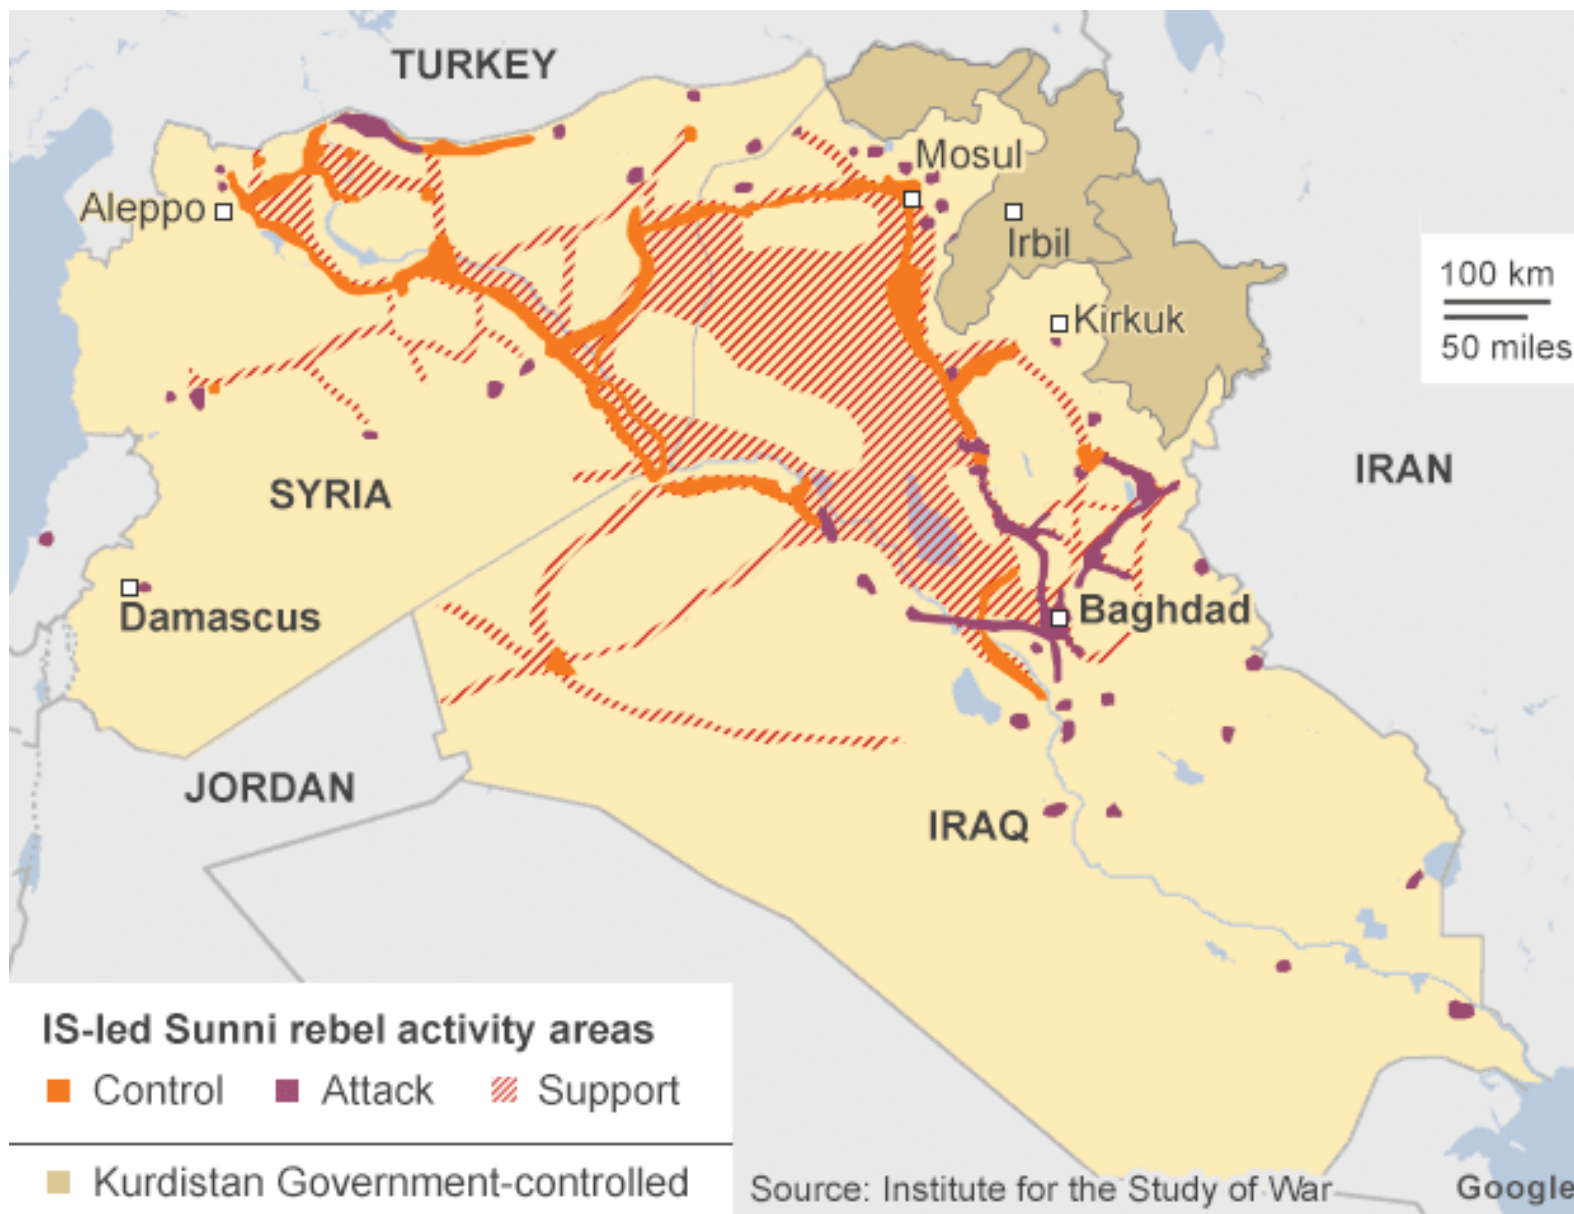 TURKEY
Mosul
Aleppo
Irbil
100 km
Kirkuk
50 miles
SYRIA
IRAN
Damascus
Baghdad
JORDAN
IRAQ
IS-led Sunni rebel activity areas
Control Attack Support
Kurdistan Government-controlled
Source: Institute for the Study of War
Google